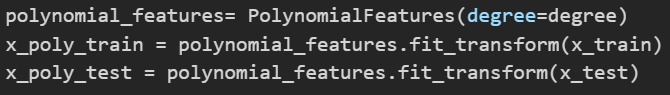 polynomial_features= PolynomialFeatures(degree=degree)
x_poly_train = polynomial_features.fit_transform(x_train)
x_poly_test = polynomial_features.fit_transform(x_test)